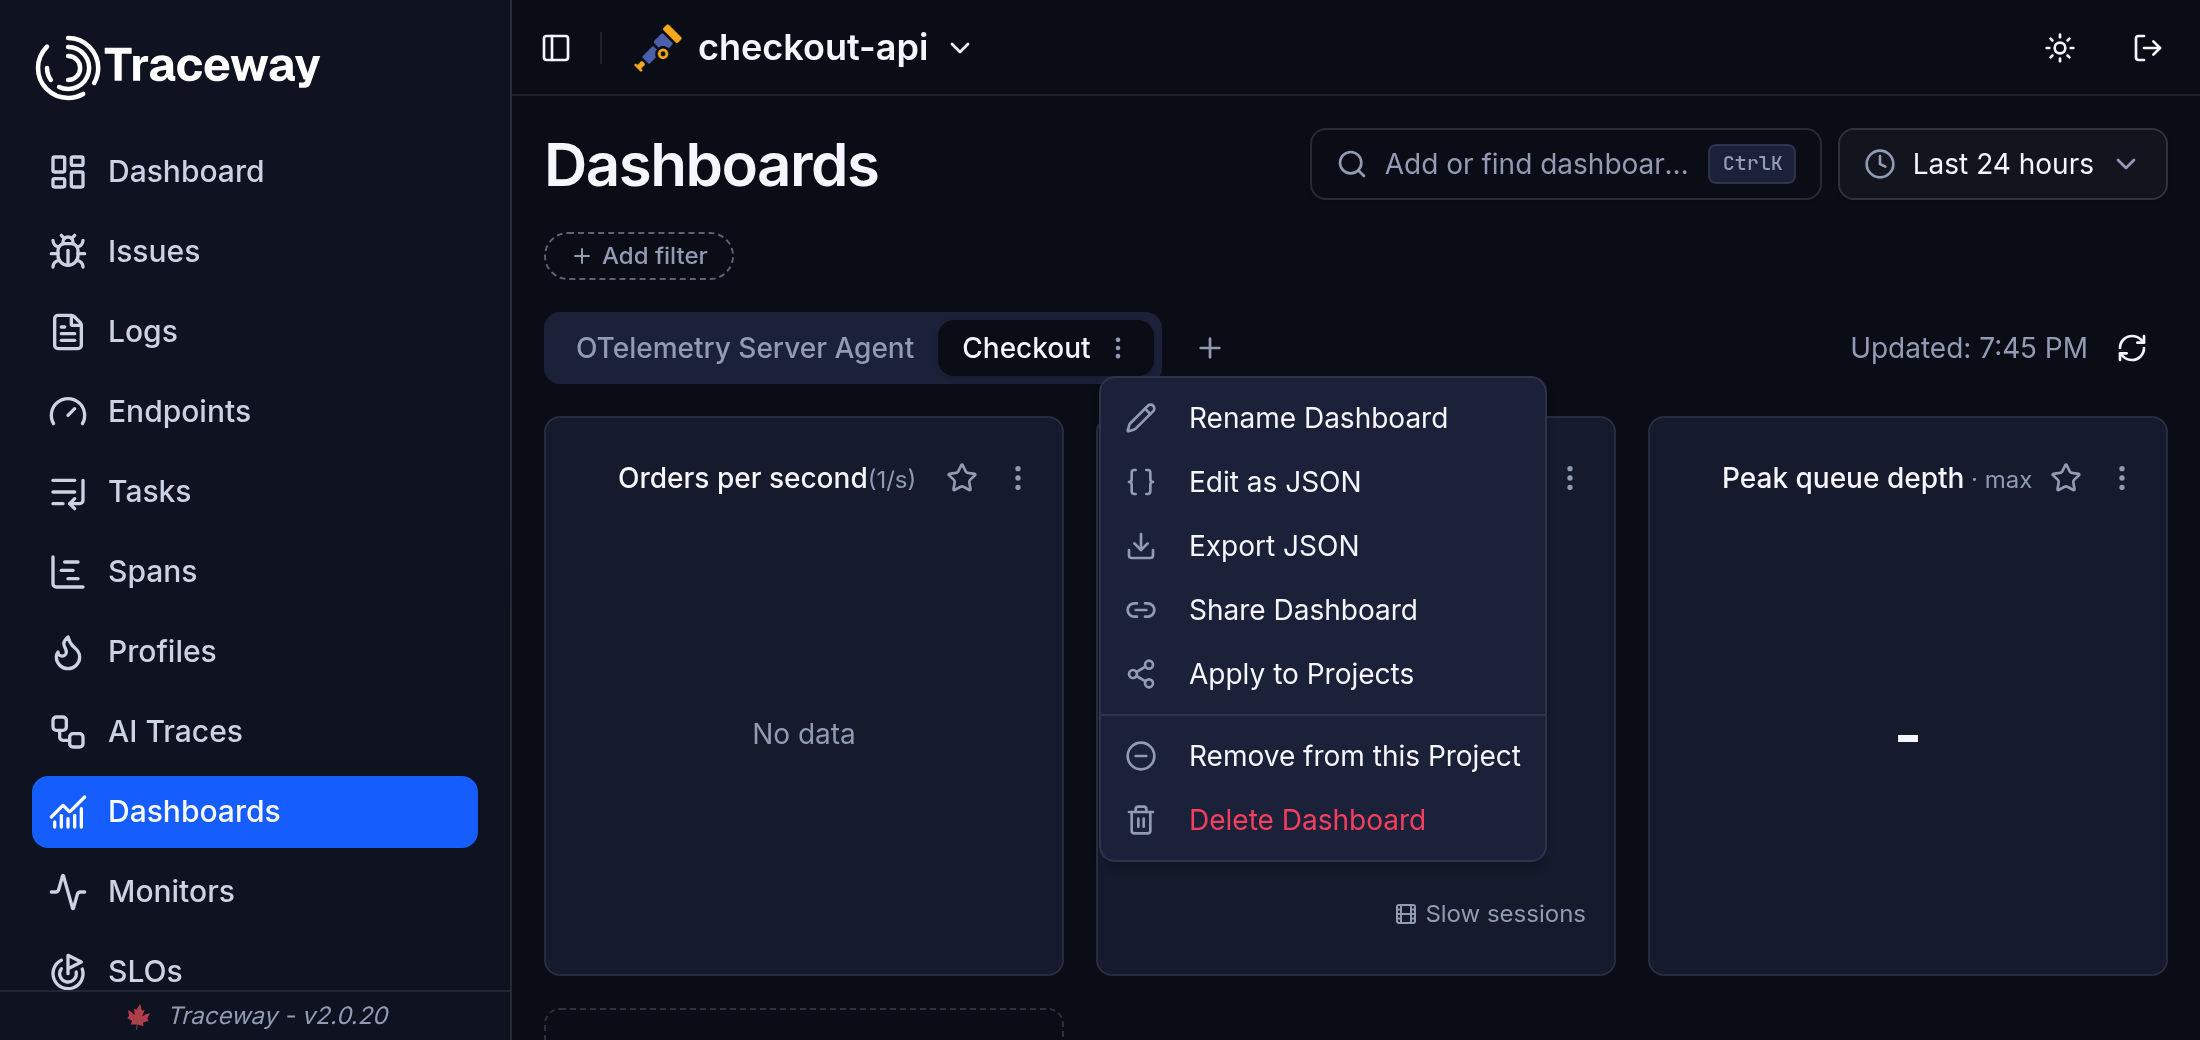 Traceway
checkout-api
Dashboard
Issues
Logs
Endpoints
Tasks
Spans
Profiles
AI Traces
Dashboards
Monitors
SLOs
Traceway - v2.0.20
Dashboards
Add or find dashboar...
CtrlK
Last 24 hours
+ Add filter
OTelemetry Server Agent
Checkout
Updated: 7:45 PM
Orders per second(1/s)
No data
Rename Dashboard
Edit as JSON
Export JSON
Share Dashboard
Apply to Projects
Remove from this Project
Delete Dashboard
Slow sessions
Peak queue depth · max
-